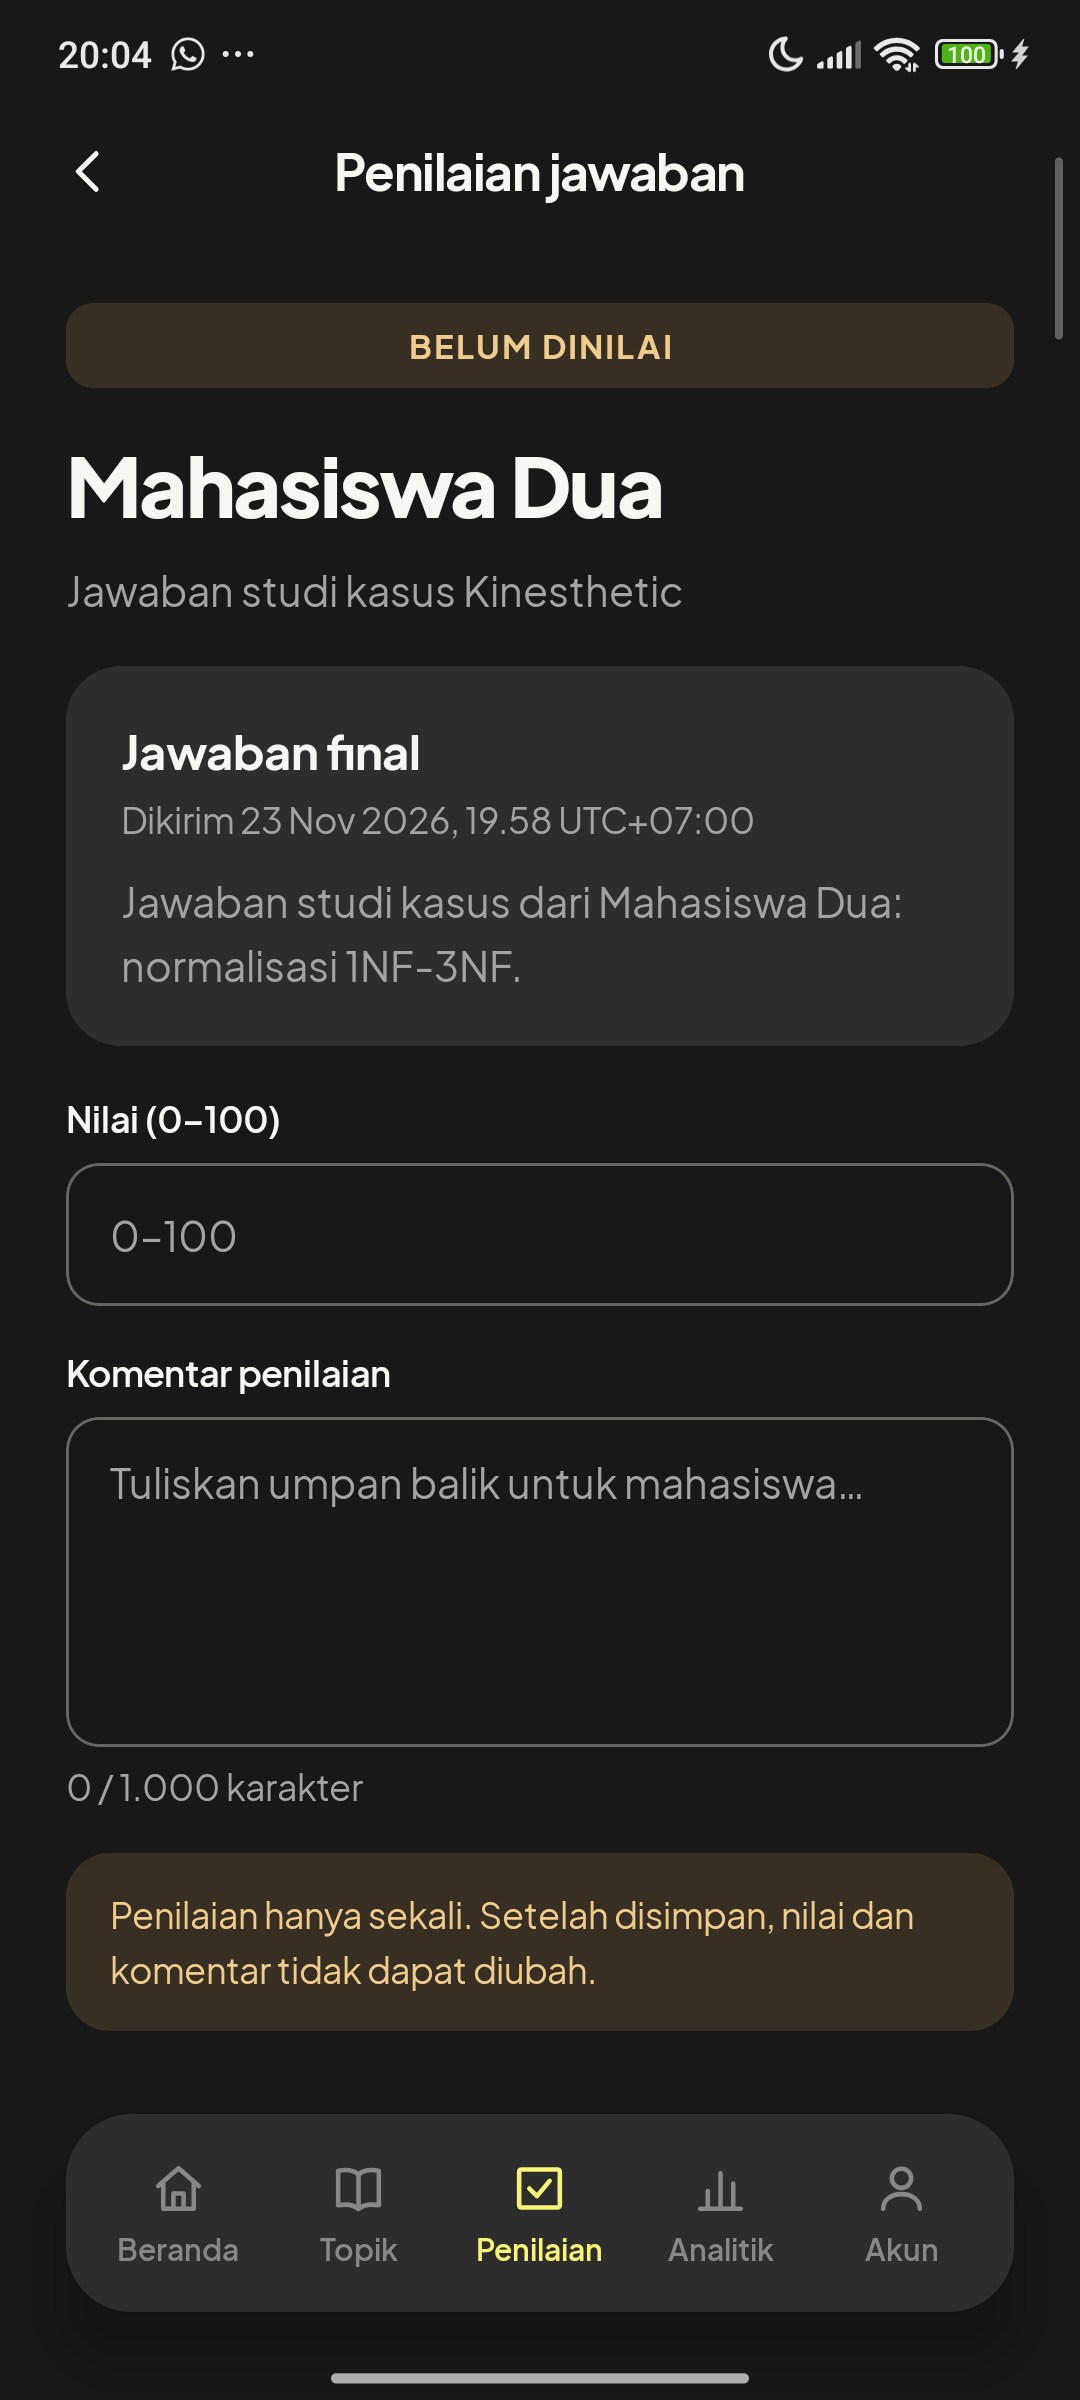 20:04
100
Penilaian jawaban
BELUM DINILAI
Mahasiswa Dua
Jawaban studi kasus Kinesthetic
Jawaban final
Dikirim 23 Nov 2026, 19.58 UTC+07:00
Jawaban studi kasus dari Mahasiswa Dua:
normalisasi 1NF-3NF.
Nilai (0–100)
0–100
Komentar penilaian
Tuliskan umpan balik untuk mahasiswa…
0 / 1.000 karakter
Penilaian hanya sekali. Setelah disimpan, nilai dan
komentar tidak dapat diubah.
Beranda Topik Penilaian Analitik Akun